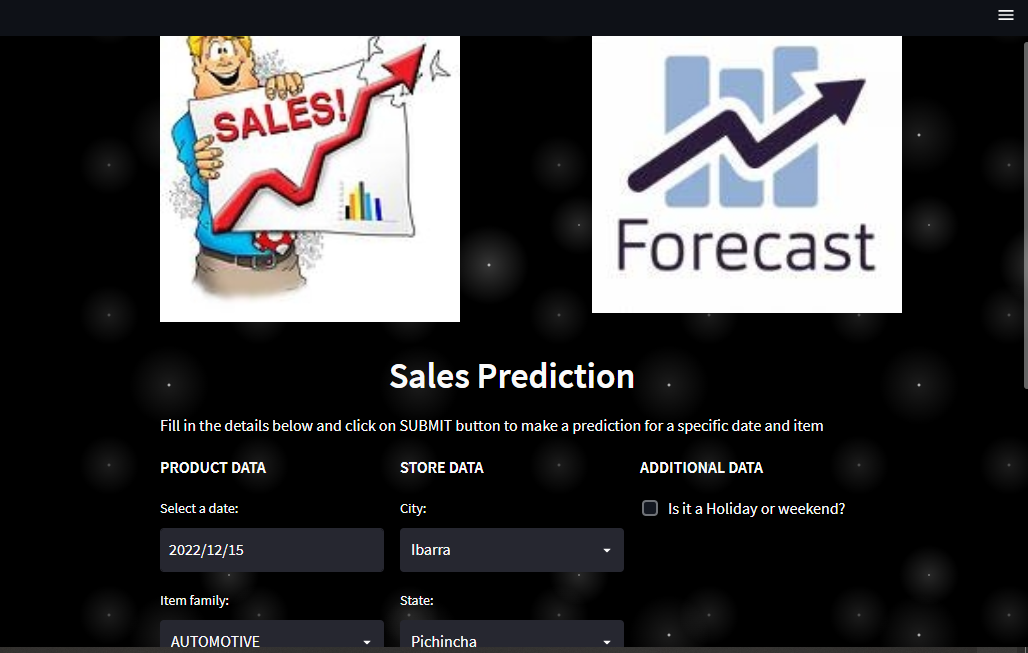 SALES!
Forecast
Sales Prediction
Fill in the details below and click on SUBMIT button to make a prediction for a specific date and item
PRODUCT DATA
STORE DATA
ADDITIONAL DATA
Select a date:
City:
Is it a Holiday or weekend?
2022/12/15
Ibarra
Item family:
State:
AUTOMOTIVE
Pichincha